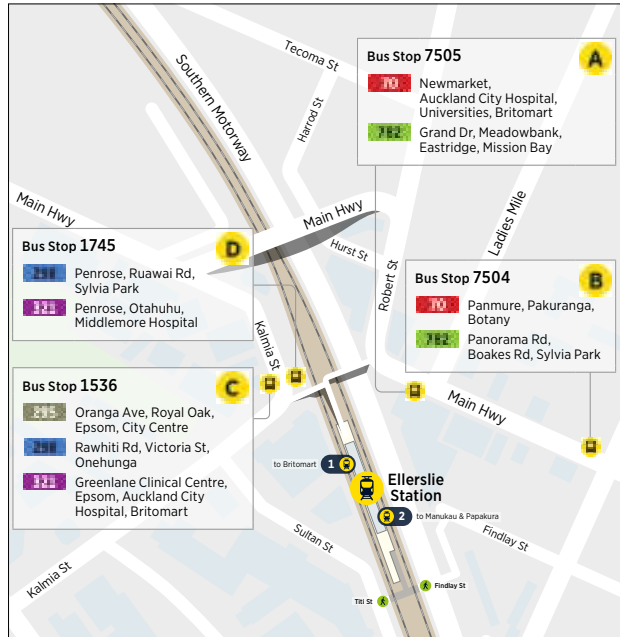 Tecoma St
Southern Motorway
Harrod St
Bus Stop 7505
A
70
Newmarket,
Auckland City Hospital,
Universities, Britomart
782
Grand Dr, Meadowbank,
Eastridge, Mission Bay
Main Hwy
Main Hwy
Hurst St
Robert St
Ladies Mile
Bus Stop 1745
D
298
Penrose, Ruawai Rd,
Sylvia Park
321
Penrose, Otahuhu,
Middlemore Hospital
Bus Stop 7504
B
70
Panmure, Pakuranga,
Botany
782
Panorama Rd,
Boakes Rd, Sylvia Park
Kalmia St
Bus Stop 1536
C
295
Oranga Ave, Royal Oak,
Epsom, City Centre
298
Rawhiti Rd, Victoria St,
Onehunga
321
Greenlane Clinical Centre,
Epsom, Auckland City
Hospital, Britomart
Main Hwy
to Britomart 1
Ellerslie
Station
2 to Manukau & Papakura
Sultan St
Findlay St
Kalmia St
Findlay St
Titi St